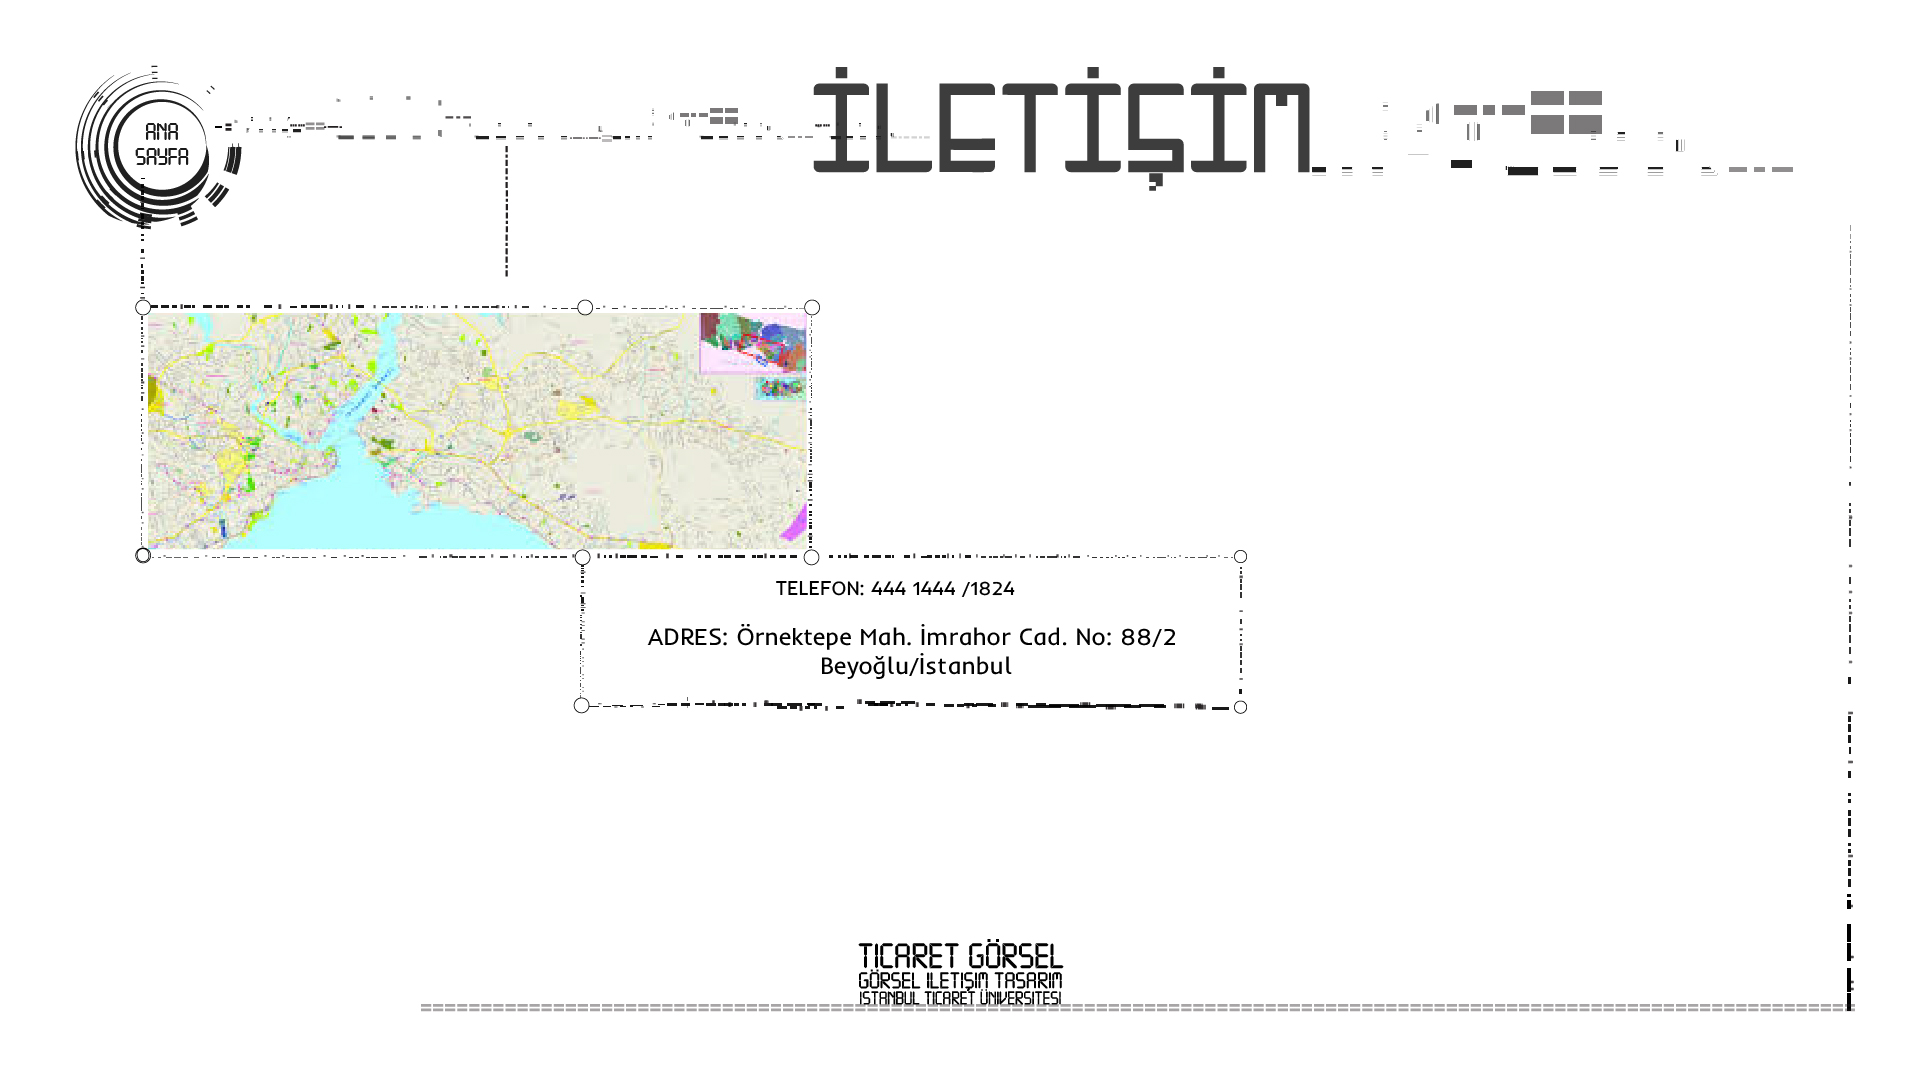 ANA
SAYFA
İLETİŞİM
TELEFON: 444 1444 /1824
ADRES: Örnektepe Mah. İmrahor Cad. No: 88/2
Beyoğlu/İstanbul
TICARET GÖRSEL
GÖRSEL ILETIŞIM TASARIM
ISTANBUL TICARET ÜNIVERSITESI